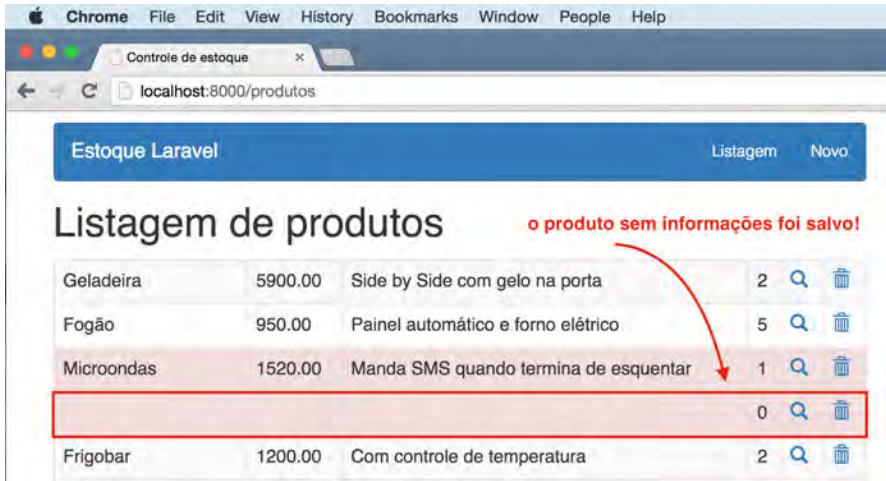 Chrome File Edit View History Bookmarks Window People Help
Controle de estoque
localhost:8000/produtos
Estoque Laravel Listagem Novo
Listagem de produtos
o produto sem informações foi salvo!
Geladeira 5900.00 Side by Side com gelo na porta 2
Fogão 950.00 Painel automático e forno elétrico 5
Microondas 1520.00 Manda SMS quando termina de esquentar 1
0
Frigobar 1200.00 Com controle de temperatura 2